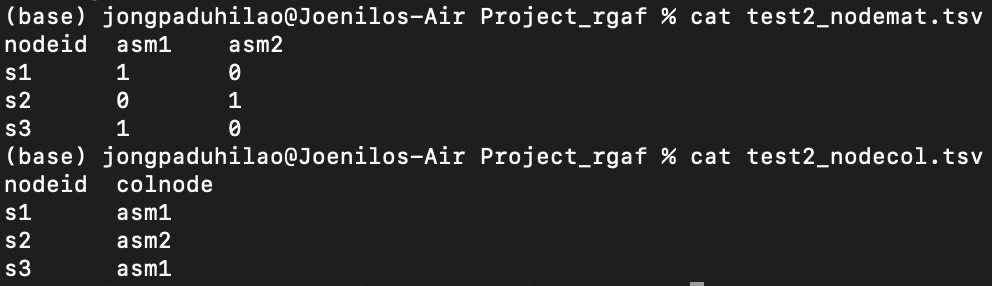 (base) jongpaduhilao@Joenilos-Air Project_rgaf % cat test2_nodemat.tsv
nodeid  asm1    asm2
s1      1       0
s2      0       1
s3      1       0
(base) jongpaduhilao@Joenilos-Air Project_rgaf % cat test2_nodecol.tsv
nodeid  colnode
s1      asm1
s2      asm2
s3      asm1